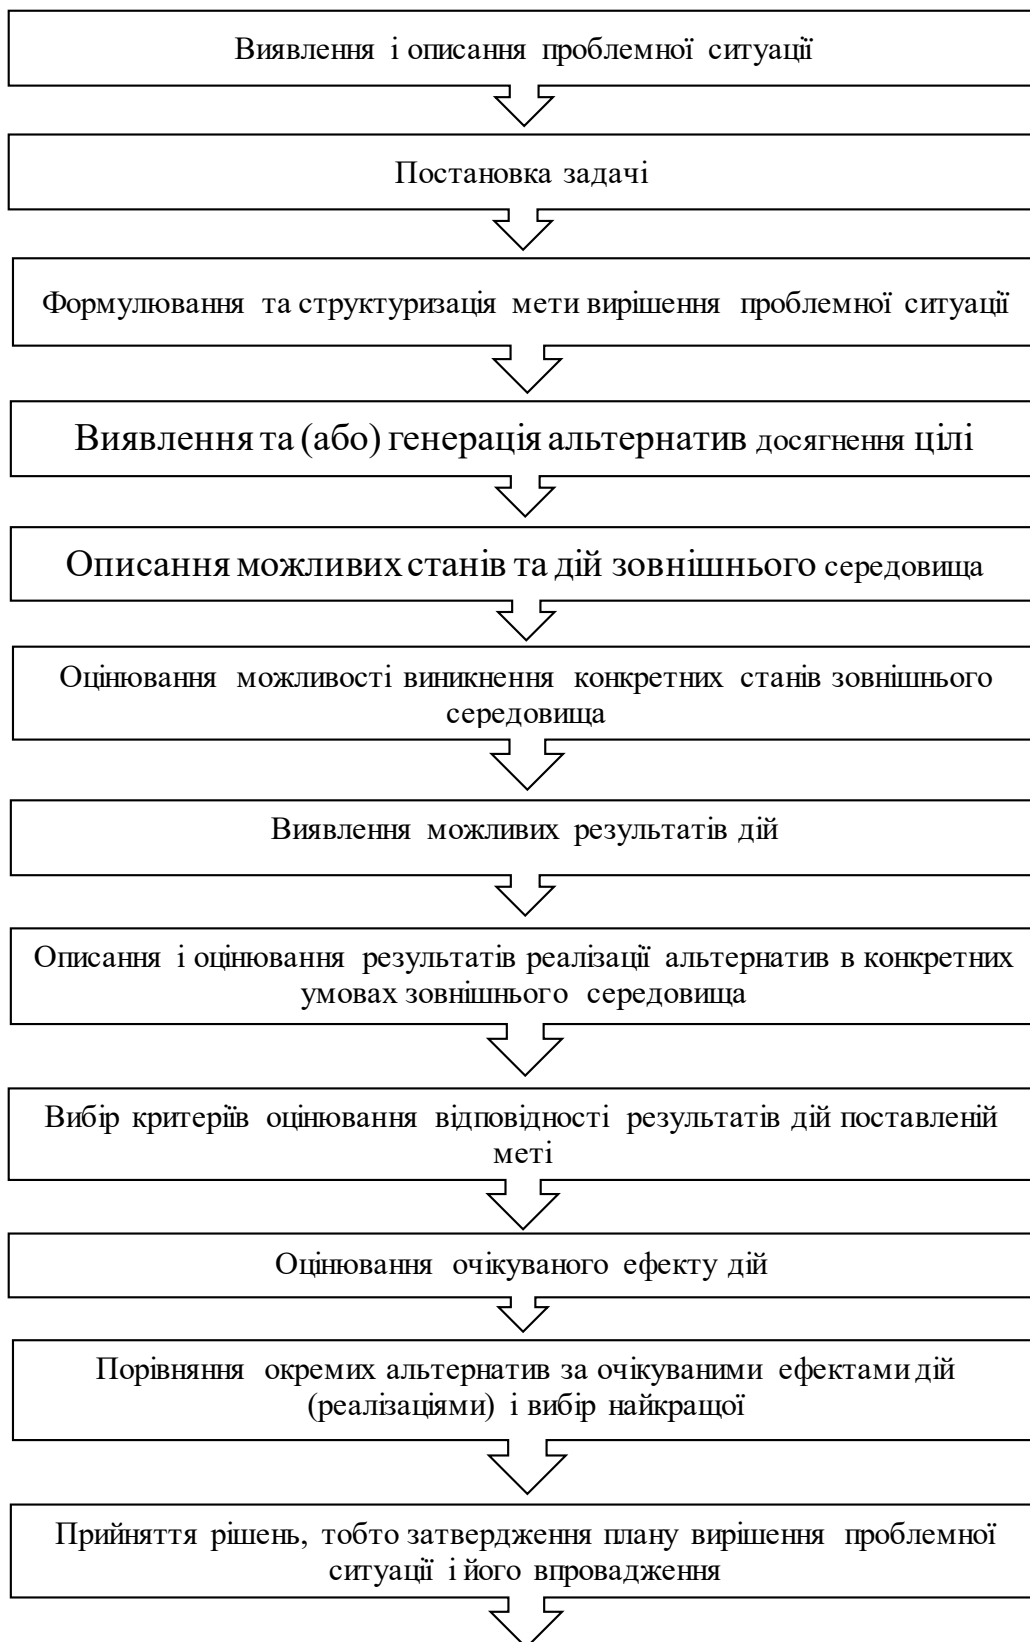 Виявлення і описання проблемної ситуації
Постановка задачі
Формулювання та структуризація мети вирішення проблемної ситуації
Виявлення та (або) генерація альтернатив досягнення цілі
Описання можливих станів та дій зовнішнього середовища
Оцінювання можливості виникнення конкретних станів зовнішнього
середовища
Виявлення можливих результатів дій
Описання і оцінювання результатів реалізації альтернатив в конкретних
умовах зовнішнього середовища
Вибір критеріїв оцінювання відповідності результатів дій поставленій
меті
Оцінювання очікуваного ефекту дій
Порівняння окремих альтернатив за очікуваними ефектами дій
(реалізаціями) і вибір найкращої
Прийняття рішень, тобто затвердження плану вирішення проблемної
ситуації і його впровадження